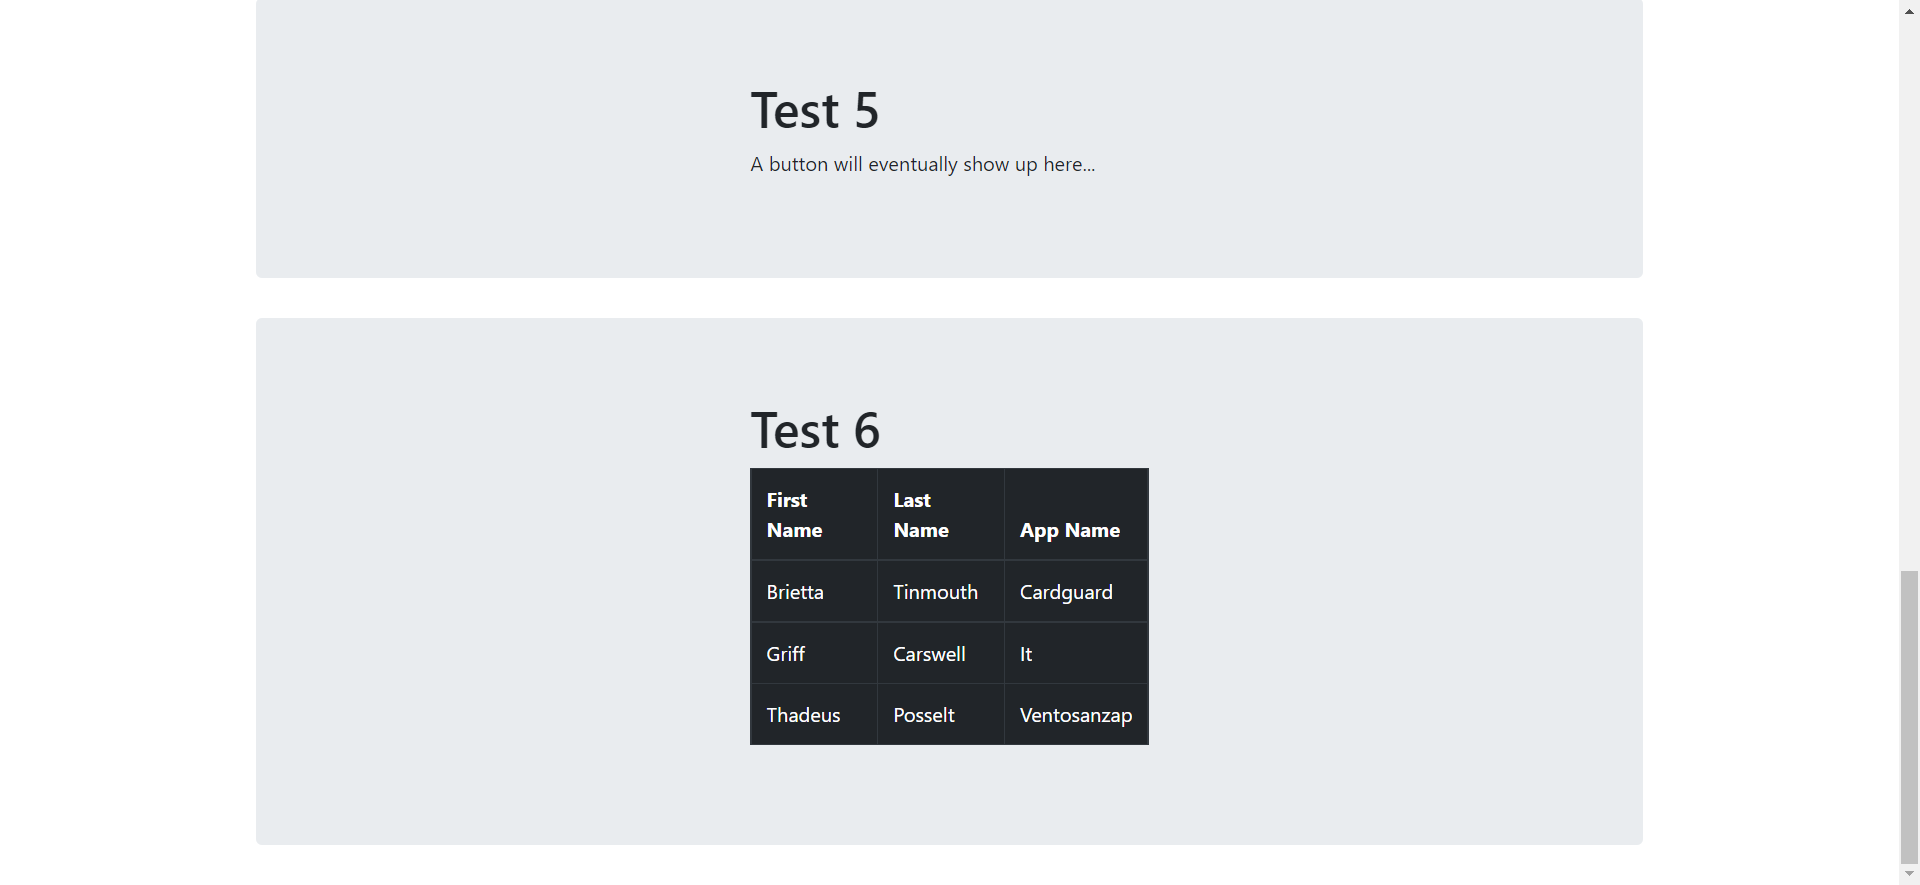 Test 5
A button will eventually show up here...
Test 6
First Name Last Name App Name
Brietta Tinmouth Cardguard
Griff Carswell It
Thadeus Posselt Ventosanzap